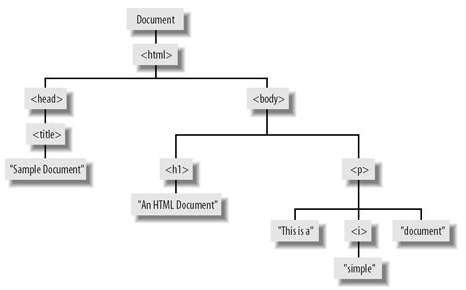 Document
<html>
<head>
<body>
<title>
"Sample Document"
<h1>
<p>
"An HTML Document"
"This is a"
<i>
"document"
"simple"